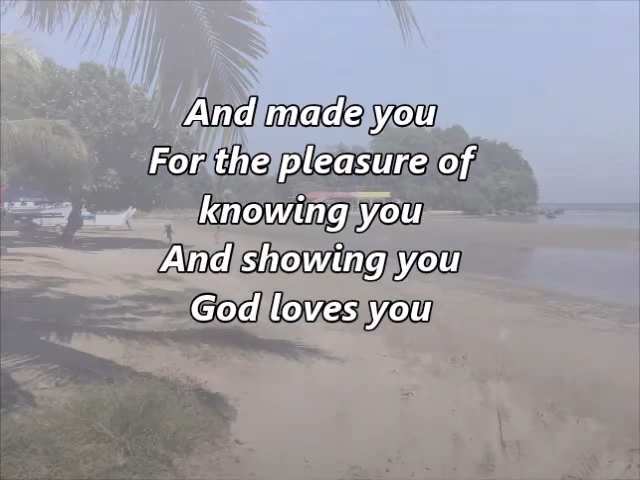 And made you
For the pleasure of
knowing you
And showing you
God loves you